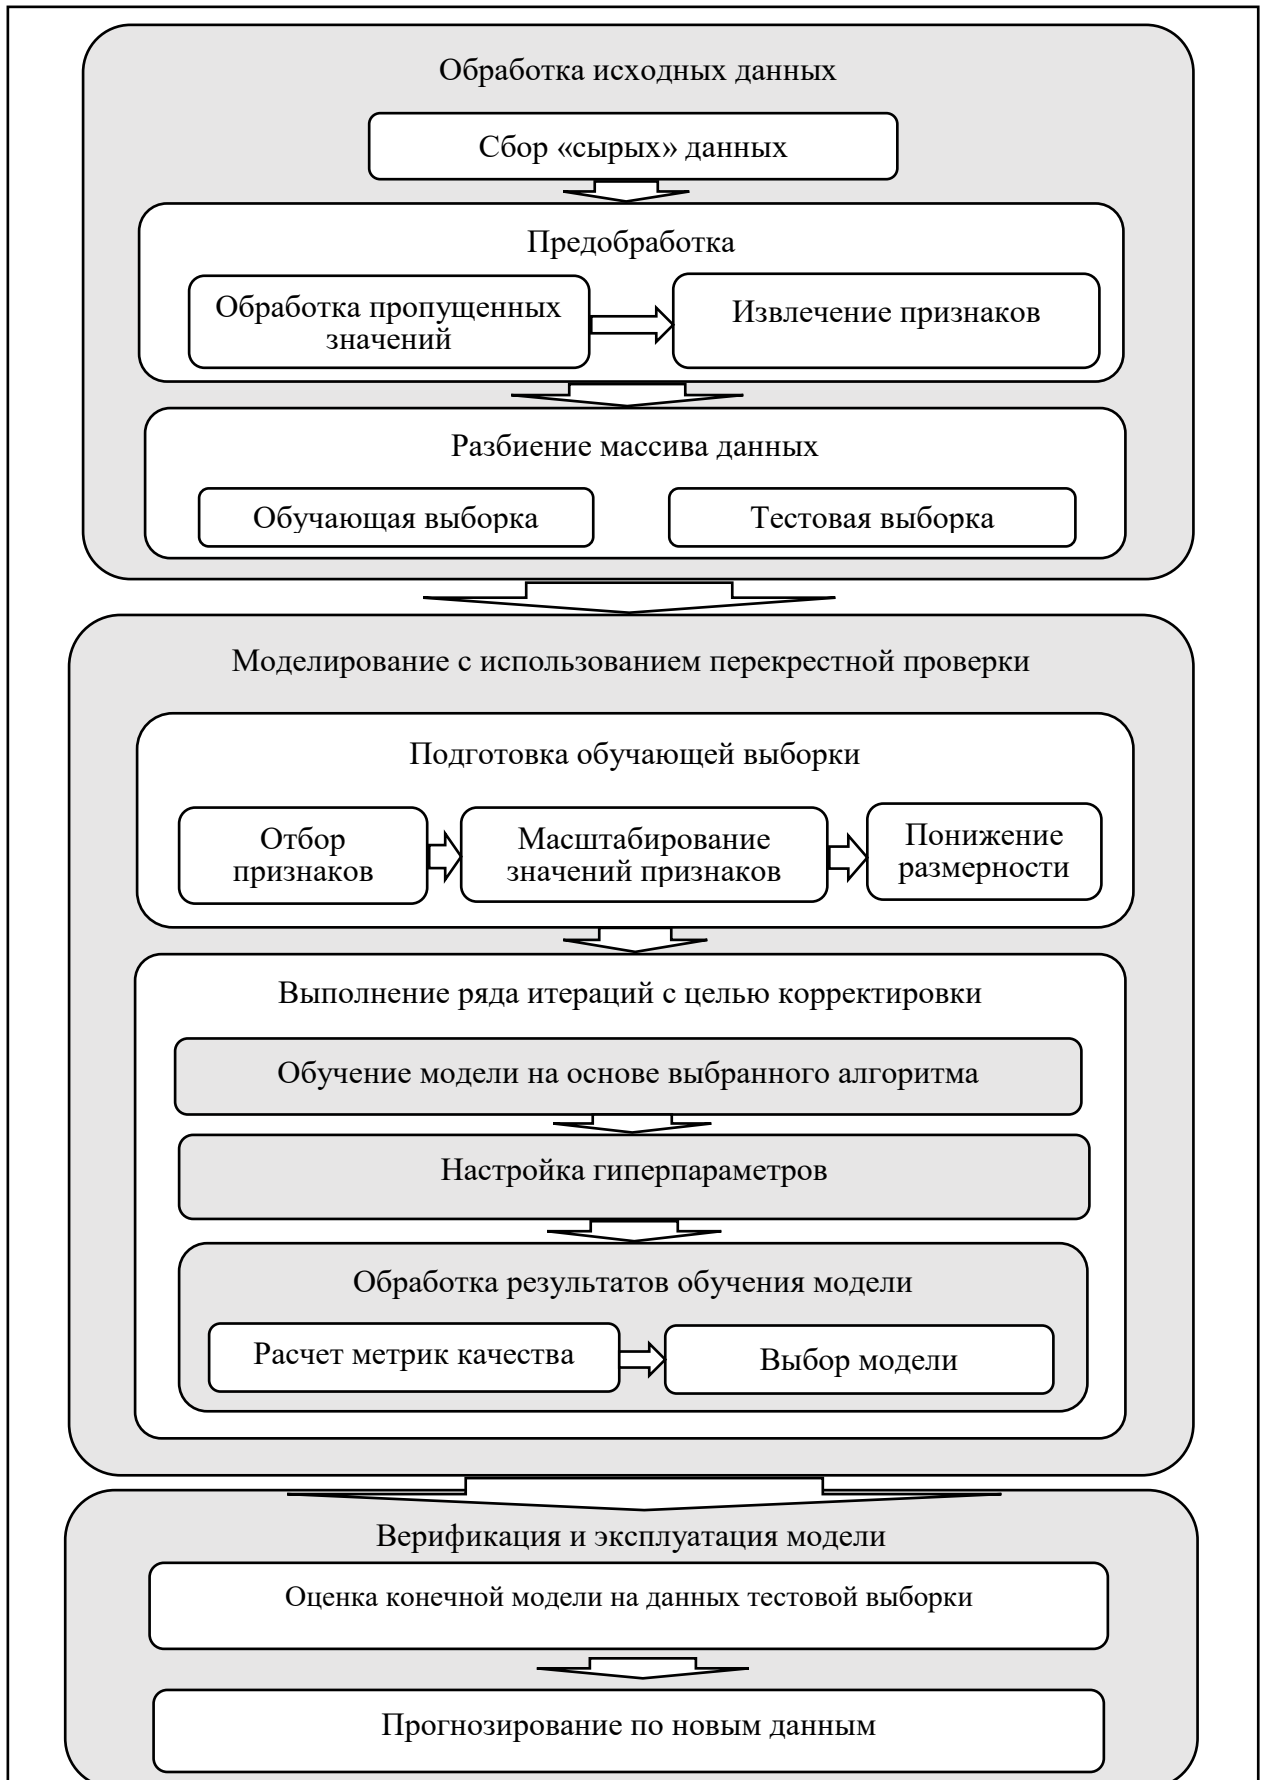 Обработка исходных данных
Сбор «сырых» данных
Предобработка
Обработка пропущенных
значений
Извлечение признаков
Разбиение массива данных
Обучающая выборка
Тестовая выборка
Моделирование с использованием перекрестной проверки
Подготовка обучающей выборки
Отбор
признаков
Масштабирование
значений признаков
Понижение
размерности
Выполнение ряда итераций с целью корректировки
Обучение модели на основе выбранного алгоритма
Настройка гиперпараметров
Обработка результатов обучения модели
Расчет метрик качества
Выбор модели
Верификация и эксплуатация модели
Оценка конечной модели на данных тестовой выборки
Прогнозирование по новым данным